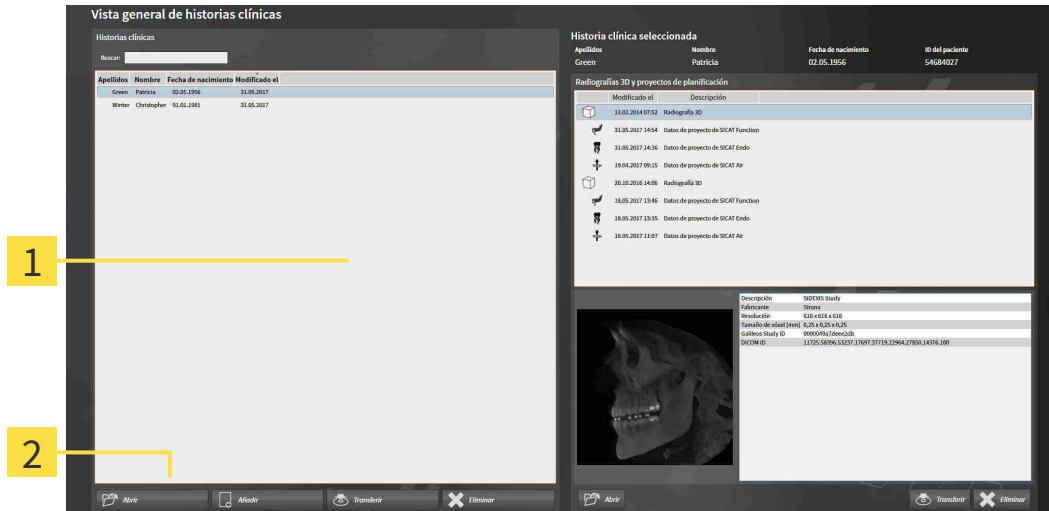 Vista general de historias clínicas
Historias clínicas
Buscar:
Apellidos Nombre Fecha de nacimiento Modificado el
Green Patricia 02.05.1956 31.05.2017
Winter Christopher 01.01.1981 31.05.2017
1
2
Abrir Añadir Transferir Eliminar
Historia clínica seleccionada
Apellidos Nombre Fecha de nacimiento ID del paciente
Green Patricia 02.05.1956 54684027
Radiografías 3D y proyectos de planificación
Modificado el Descripción
13.02.2014 07:52 Radiografía 3D
31.05.2017 14:54 Datos de proyecto de SICAT Function
31.05.2017 14:36 Datos de proyecto de SICAT Endo
19.04.2017 09:15 Datos de proyecto de SICAT Air
20.10.2016 14:06 Radiografía 3D
16.05.2017 13:46 Datos de proyecto de SICAT Function
18.05.2017 13:35 Datos de proyecto de SICAT Endo
18.05.2017 11:07 Datos de proyecto de SICAT Air
Descripción SIDEXIS Study
Fabricante Sirona
Resolución 616 x 616 x 616
Tamaño de vóxel [mm] 0,25 x 0,25 x 0,25
Galileos Study ID 0000049a7deee2db
DICOM ID 11725.58396.53237.17697.37719.22964.27850.14376.100
Abrir Transferir Eliminar